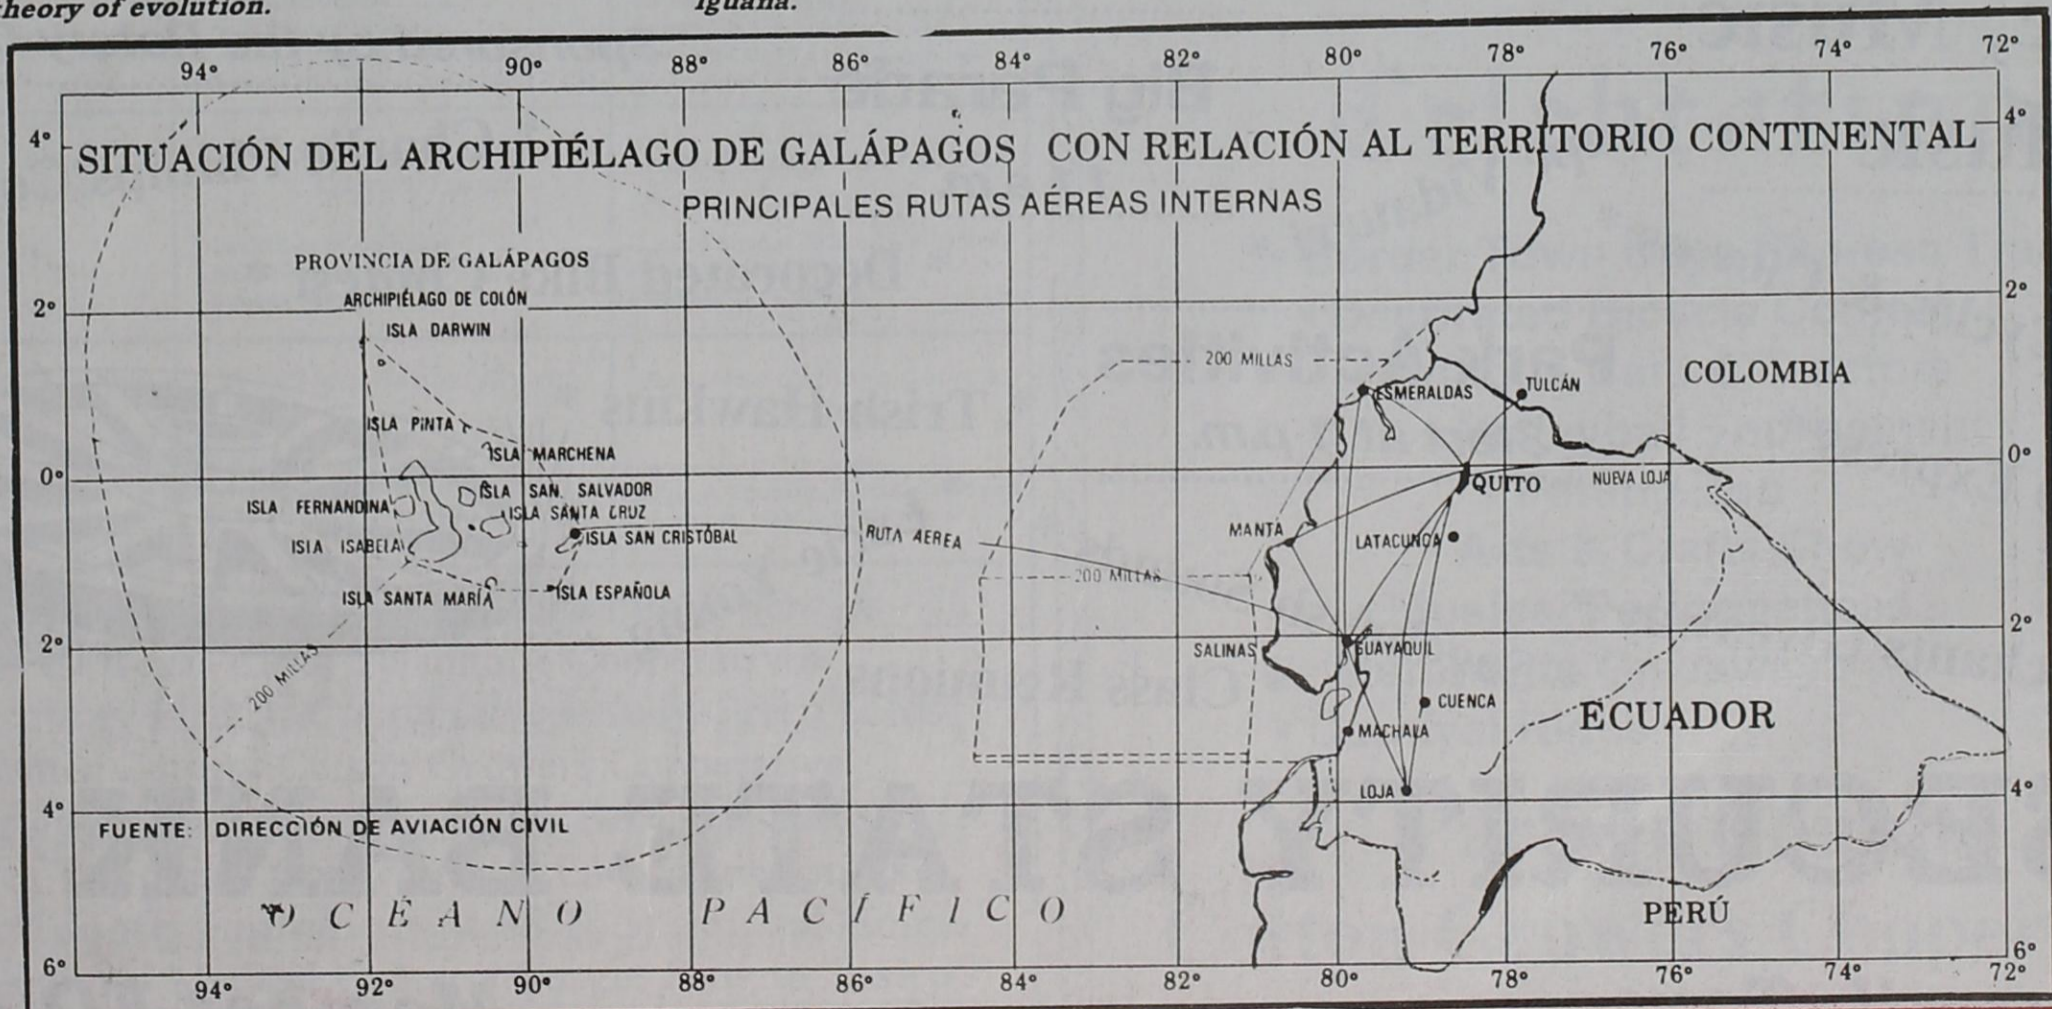 theory of evolution.
Iguana.
94° 90° 88° 86° 84° 82° 80° 78° 76° 74° 72°
4° 4°
SITUACIÓN DEL ARCHIPIÉLAGO DE GALÁPAGOS CON RELACIÓN AL TERRITORIO CONTINENTAL
PRINCIPALES RUTAS AÉREAS INTERNAS
PROVINCIA DE GALÁPAGOS
ARCHIPIÉLAGO DE COLÓN
2° 2°
ISLA DARWIN
200 MILLAS
COLOMBIA
ESMERALDAS
TULCÁN
ISLA PINTA
ISLA MARCHENA
0° 0°
QUITO
NUEVA LOJA
ISLA SAN SALVADOR
ISLA FERNANDINA
ISLA SANTA CRUZ
MANTA
ISLA SAN CRISTÓBAL
RUTA AEREA
LATACUNGA
ISLA ISABELA
200 MILLAS
ISLA SANTA MARÍA
ISLA ESPAÑOLA
2° 2°
SALINAS
GUAYAQUIL
200 MILLAS
CUENCA
ECUADOR
MACHALA
LOJA
4° 4°
FUENTE: DIRECCIÓN DE AVIACIÓN CIVIL
OCÉANO PACÍFICO
PERÚ
6° 6°
94° 92° 90° 88° 86° 84° 82° 80° 78° 76° 74° 72°